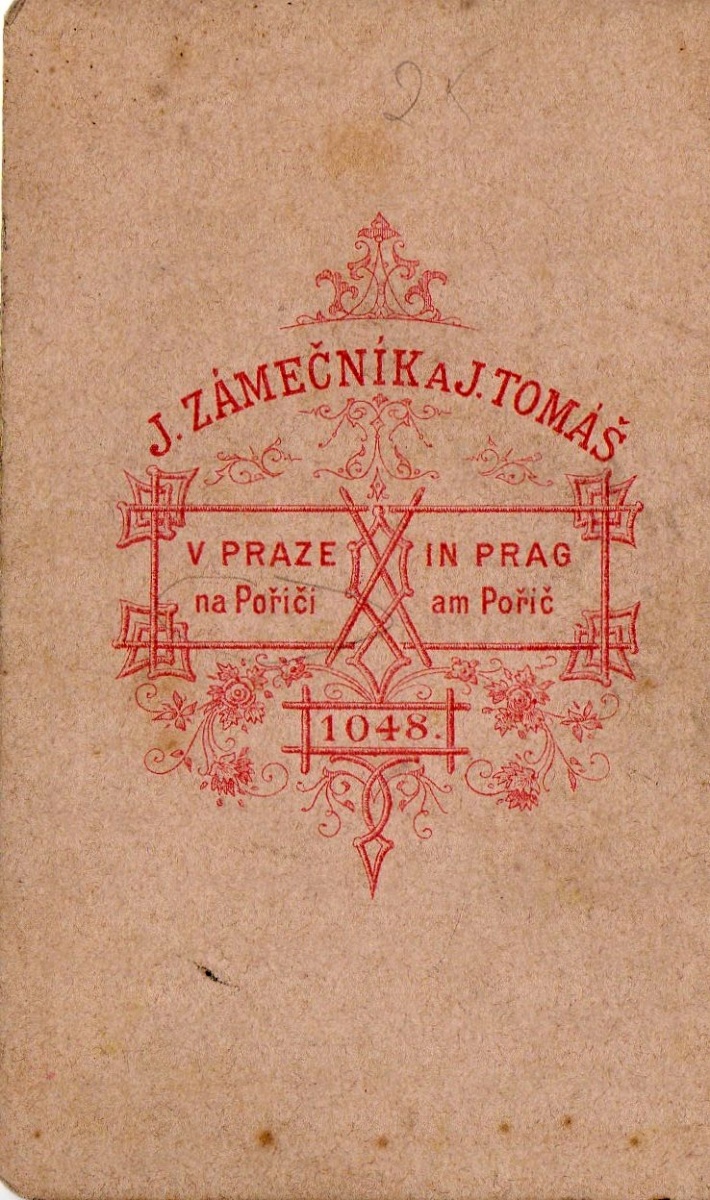 J. ZÁMEČNÍK A J. TOMÁŠ
V PRAZE
na Poříčí
IN PRAG
am Pořič
1048.